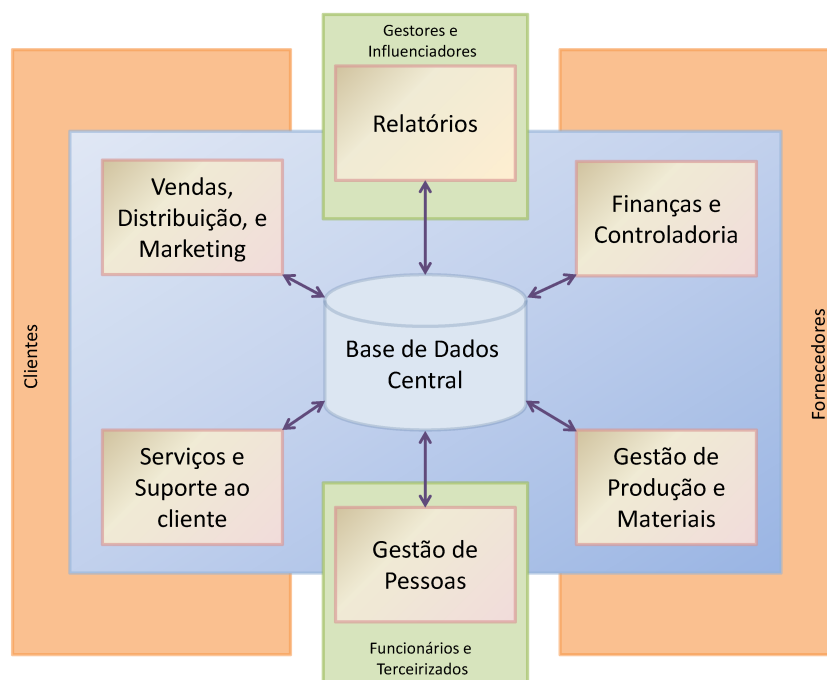 Gestores e
Influenciadores
Relatórios
Vendas,
Distribuição, e
Marketing
Finanças e
Controladoria
Clientes
Base de Dados
Central
Fornecedores
Serviços e
Suporte ao
cliente
Gestão de
Produção e
Materiais
Gestão de
Pessoas
Funcionários e
Terceirizados